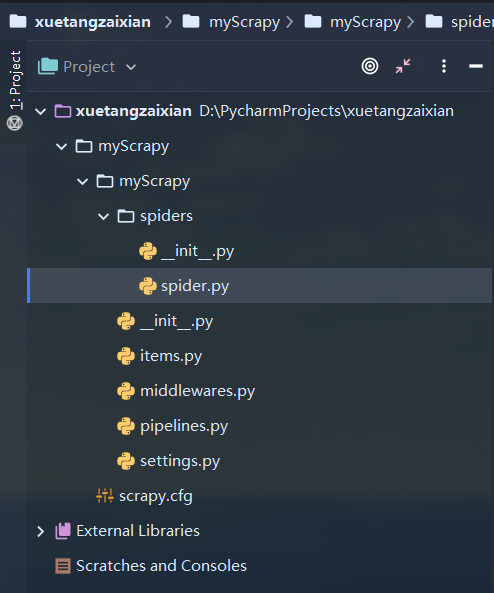 xuetangzaixian myScrapy myScrapy spider
1: Project
Project
xuetangzaixian D:\PycharmProjects\xuetangzaixian
myScrapy
myScrapy
spiders
__init__.py
spider.py
__init__.py
items.py
middlewares.py
pipelines.py
settings.py
scrapy.cfg
External Libraries
Scratches and Consoles